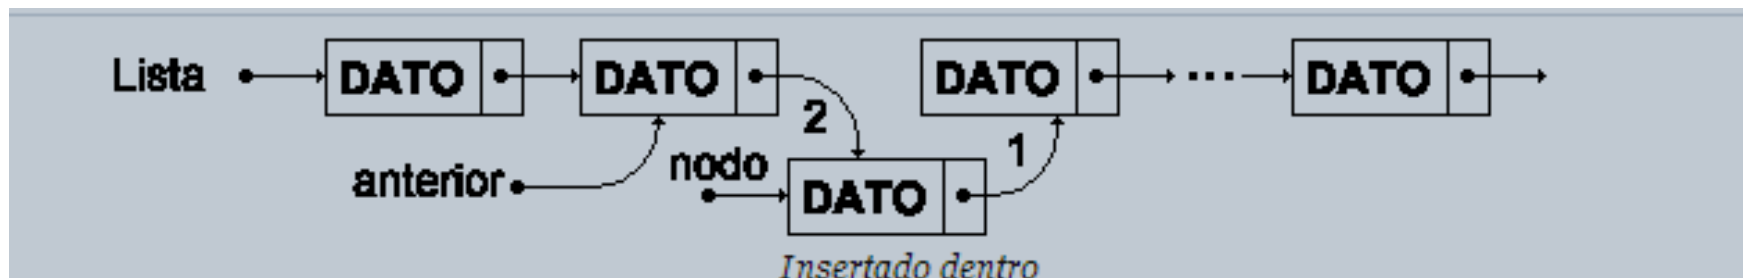 Lista DATO DATO DATO ... DATO
2 1
anterior nodo DATO
Insertado dentro